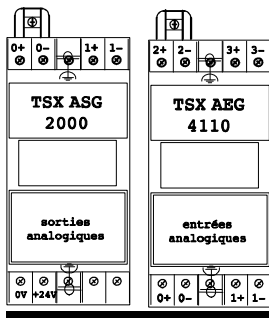 0+ 0- 1+ 1-
TSX ASG
2000
sorties
analogiques
0V +24V
2+ 2- 3+ 3-
TSX AEG
4110
entrées
analogiques
0+ 0- 1+ 1-